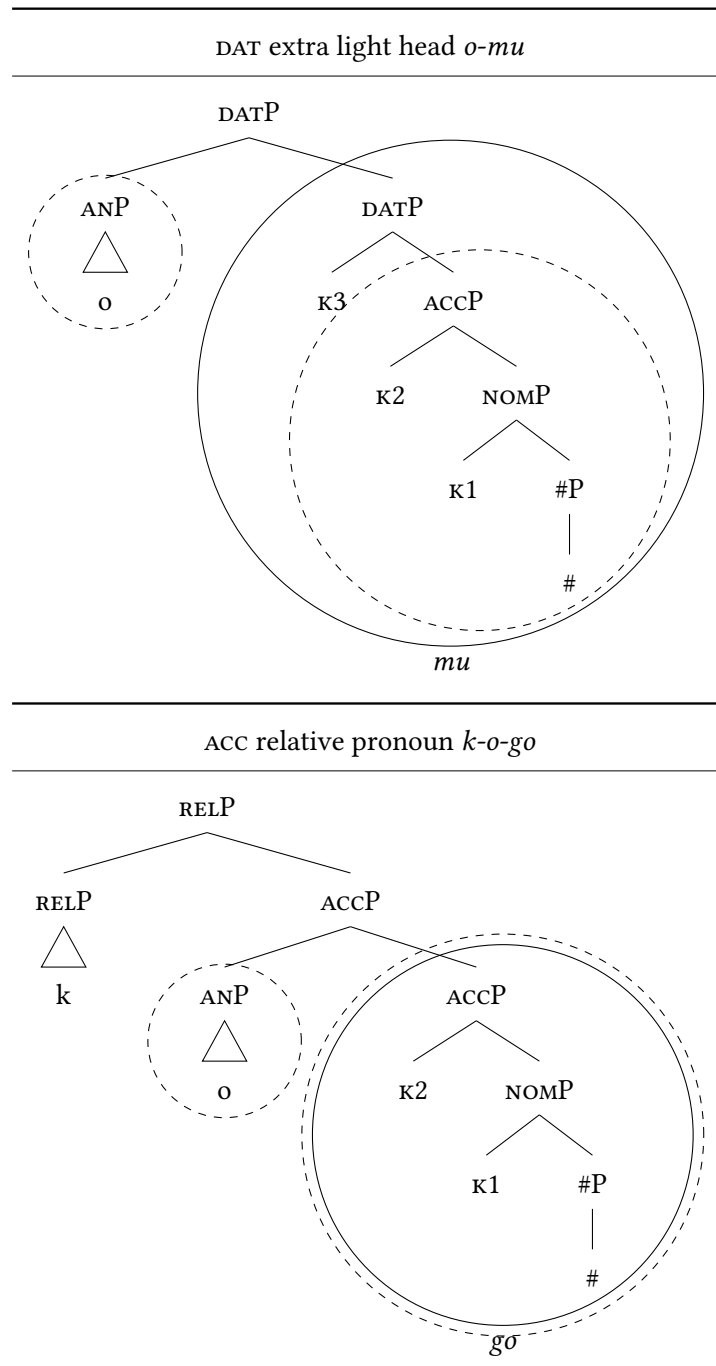 DAT extra light head o-mu
DATP
ANP DATP
o K3 ACCP
K2 NOMP
K1 #P
#
mu
ACC relative pronoun k-o-go
RELP
RELP ACCP
k ANP ACCP
o K2 NOMP
K1 #P
#
go